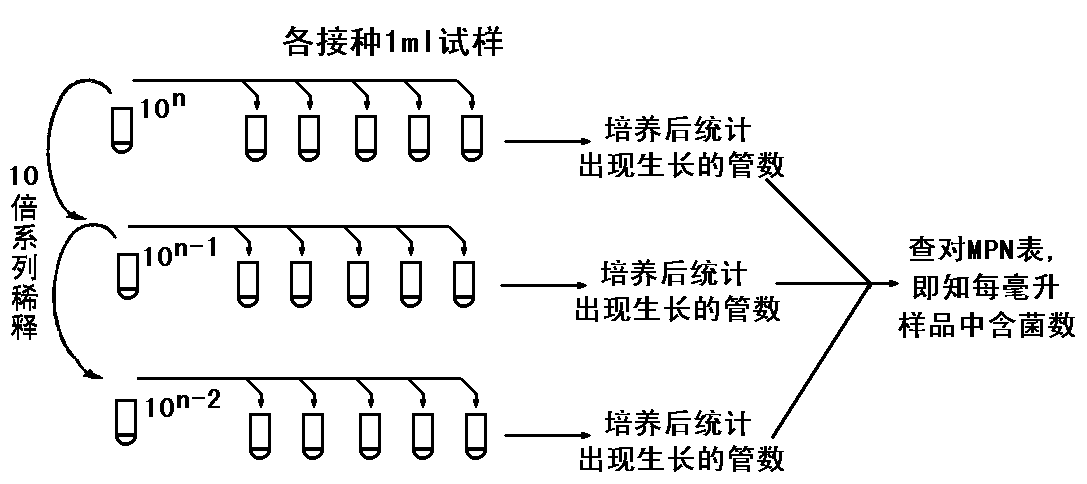 各接种1ml试样
10n
培养后统计
出现生长的管数
10倍系列稀释
10n-1
培养后统计
出现生长的管数
查对MPN表，
即知每毫升
样品中含菌数
10n-2
培养后统计
出现生长的管数